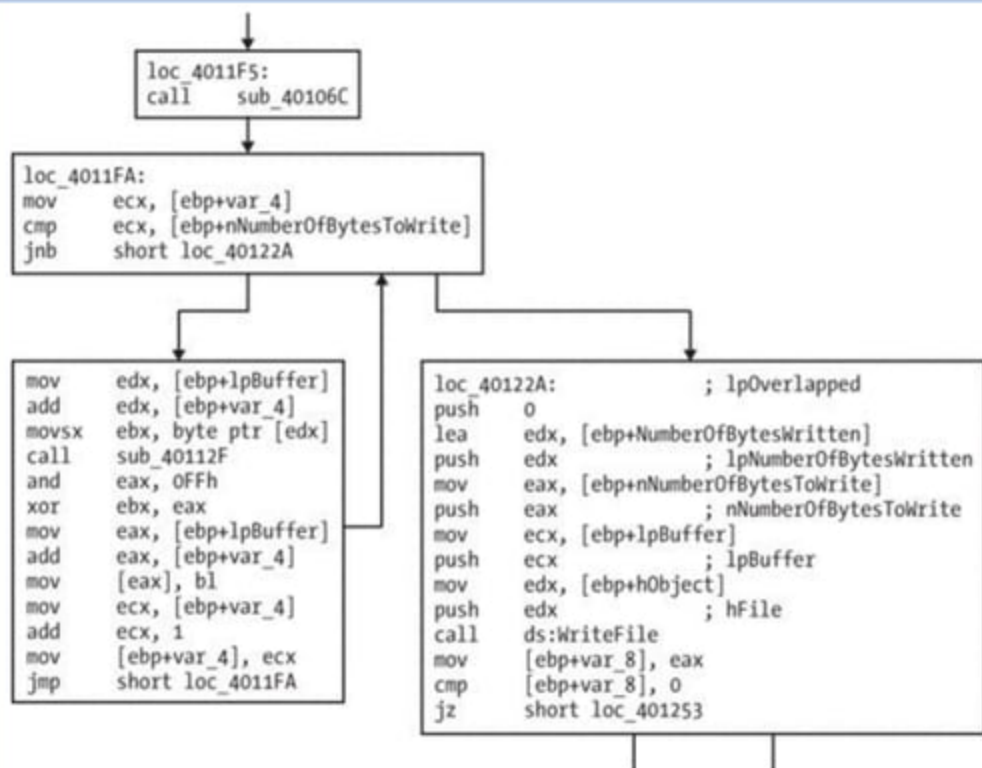 loc_4011F5:
call sub_40106C
loc_4011FA:
mov ecx, [ebp+var_4]
cmp ecx, [ebp+nNumberOfBytesToWrite]
jnb short loc_40122A
mov edx, [ebp+lpBuffer]
add edx, [ebp+var_4]
movsx ebx, byte ptr [edx]
call sub_40112F
and eax, 0FFh
xor ebx, eax
mov eax, [ebp+lpBuffer]
add eax, [ebp+var_4]
mov [eax], bl
mov ecx, [ebp+var_4]
add ecx, 1
mov [ebp+var_4], ecx
jmp short loc_4011FA
loc_40122A: ; lpOverlapped
push 0
lea edx, [ebp+NumberOfBytesWritten]
push edx ; lpNumberOfBytesWritten
mov eax, [ebp+nNumberOfBytesToWrite]
push eax ; nNumberOfBytesToWrite
mov ecx, [ebp+lpBuffer]
push ecx ; lpBuffer
mov edx, [ebp+hObject]
push edx ; hFile
call ds:WriteFile
mov [ebp+var_8], eax
cmp [ebp+var_8], 0
jz short loc_401253